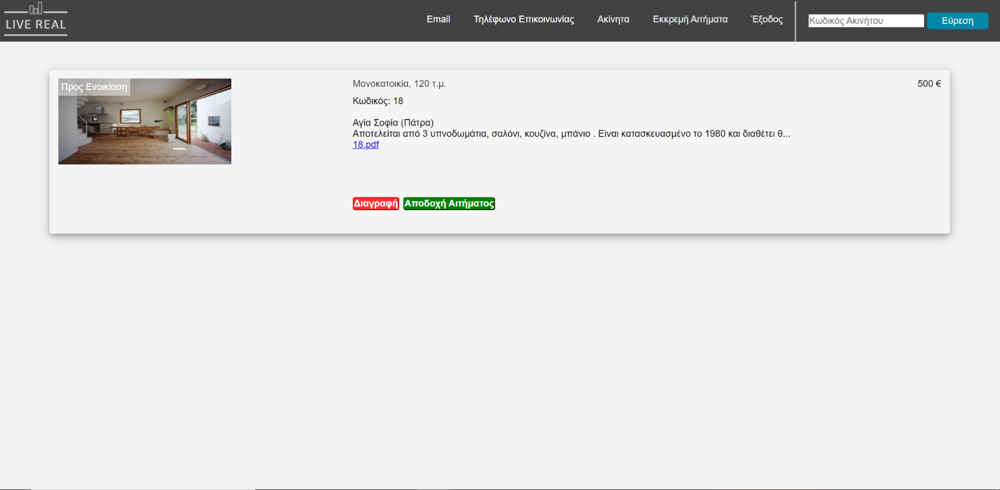 LIVE REAL
Email Τηλέφωνο Επικοινωνίας Ακίνητα Εκκρεμή Αιτήματα Έξοδος Κωδικός Ακινήτου Εύρεση
Προς Ενοικίαση
Μονοκατοικία, 120 τ.μ. 500 €
Κωδικός: 18
Αγία Σοφία (Πάτρα)
Αποτελείται από 3 υπνοδωμάτια, σαλόνι, κουζίνα, μπάνιο . Είναι κατασκευασμένο το 1980 και διαθέτει θ...
18.pdf
Διαγραφή Αποδοχή Αιτήματος